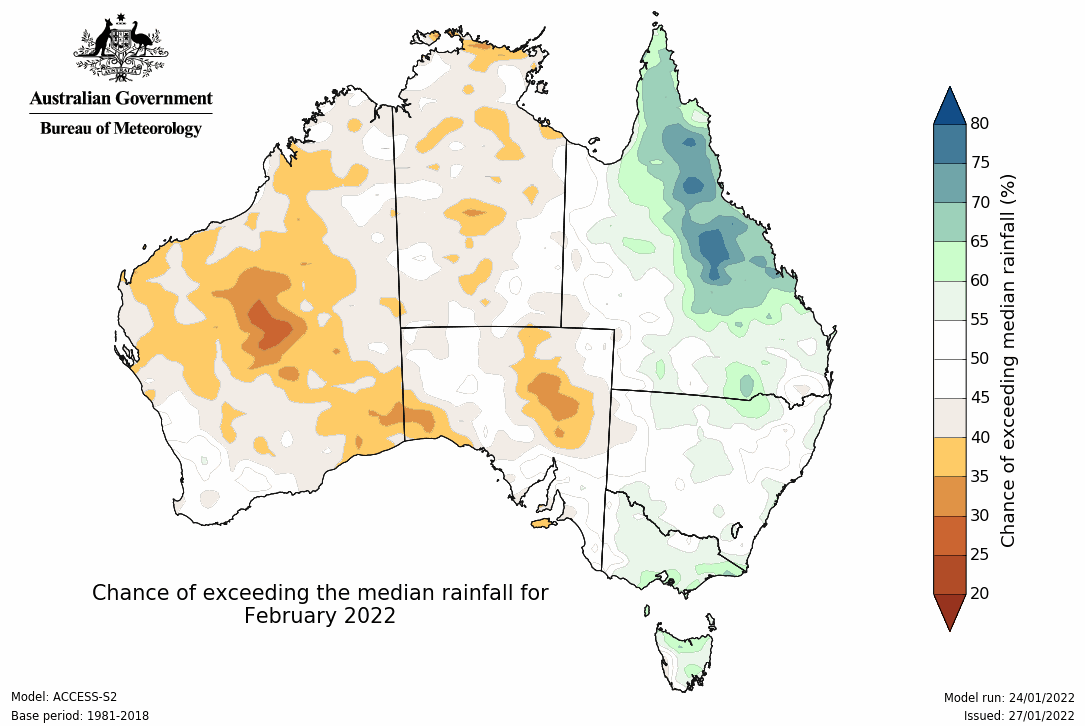 Australian Government
Bureau of Meteorology
80
75
70
65
60
55
50
45
40
35
30
25
20
Chance of exceeding median rainfall (%)
Chance of exceeding the median rainfall for
February 2022
Model: ACCESS-S2
Base period: 1981-2018
Model run: 24/01/2022
Issued: 27/01/2022